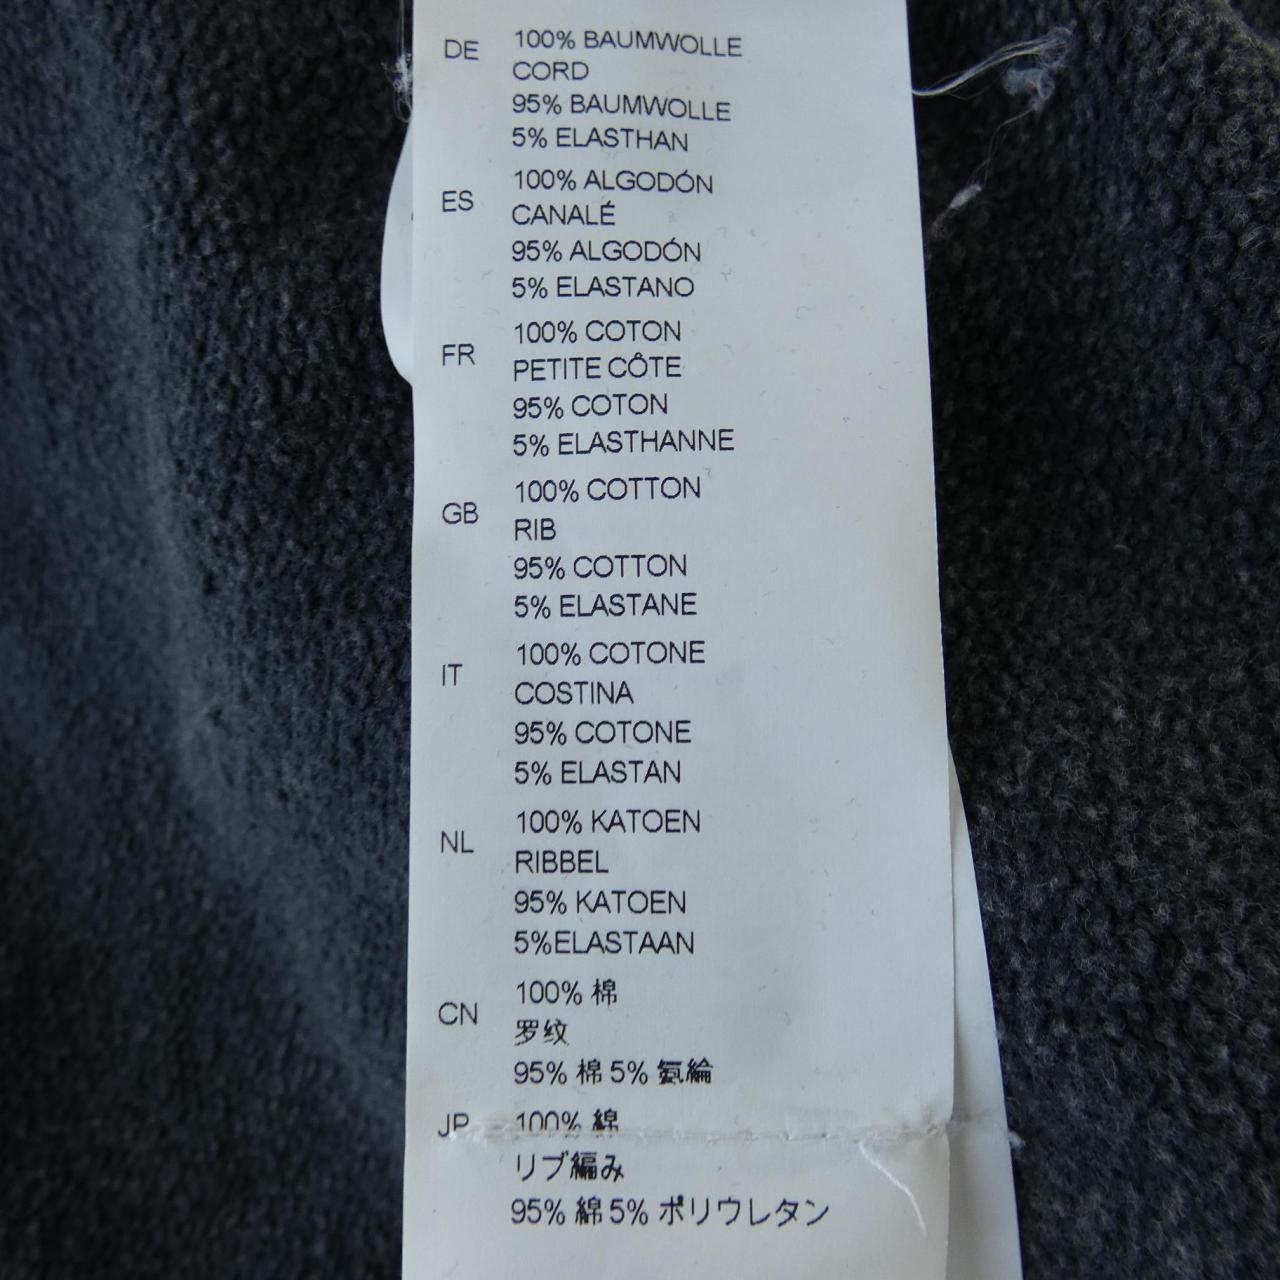 DE 100% BAUMWOLLE
CORD
95% BAUMWOLLE
5% ELASTHAN
ES 100% ALGODÓN
CANALÉ
95% ALGODÓN
5% ELASTANO
FR 100% COTON
PETITE CÔTE
95% COTON
5% ELASTHANNE
GB 100% COTTON
RIB
95% COTTON
5% ELASTANE
IT 100% COTONE
COSTINA
95% COTONE
5% ELASTAN
NL 100% KATOEN
RIBBEL
95% KATOEN
5%ELASTAAN
CN 100% 棉
罗纹
95% 棉 5% 氨綸
JP 100% 綿
リブ編み
95% 綿 5% ポリウレタン